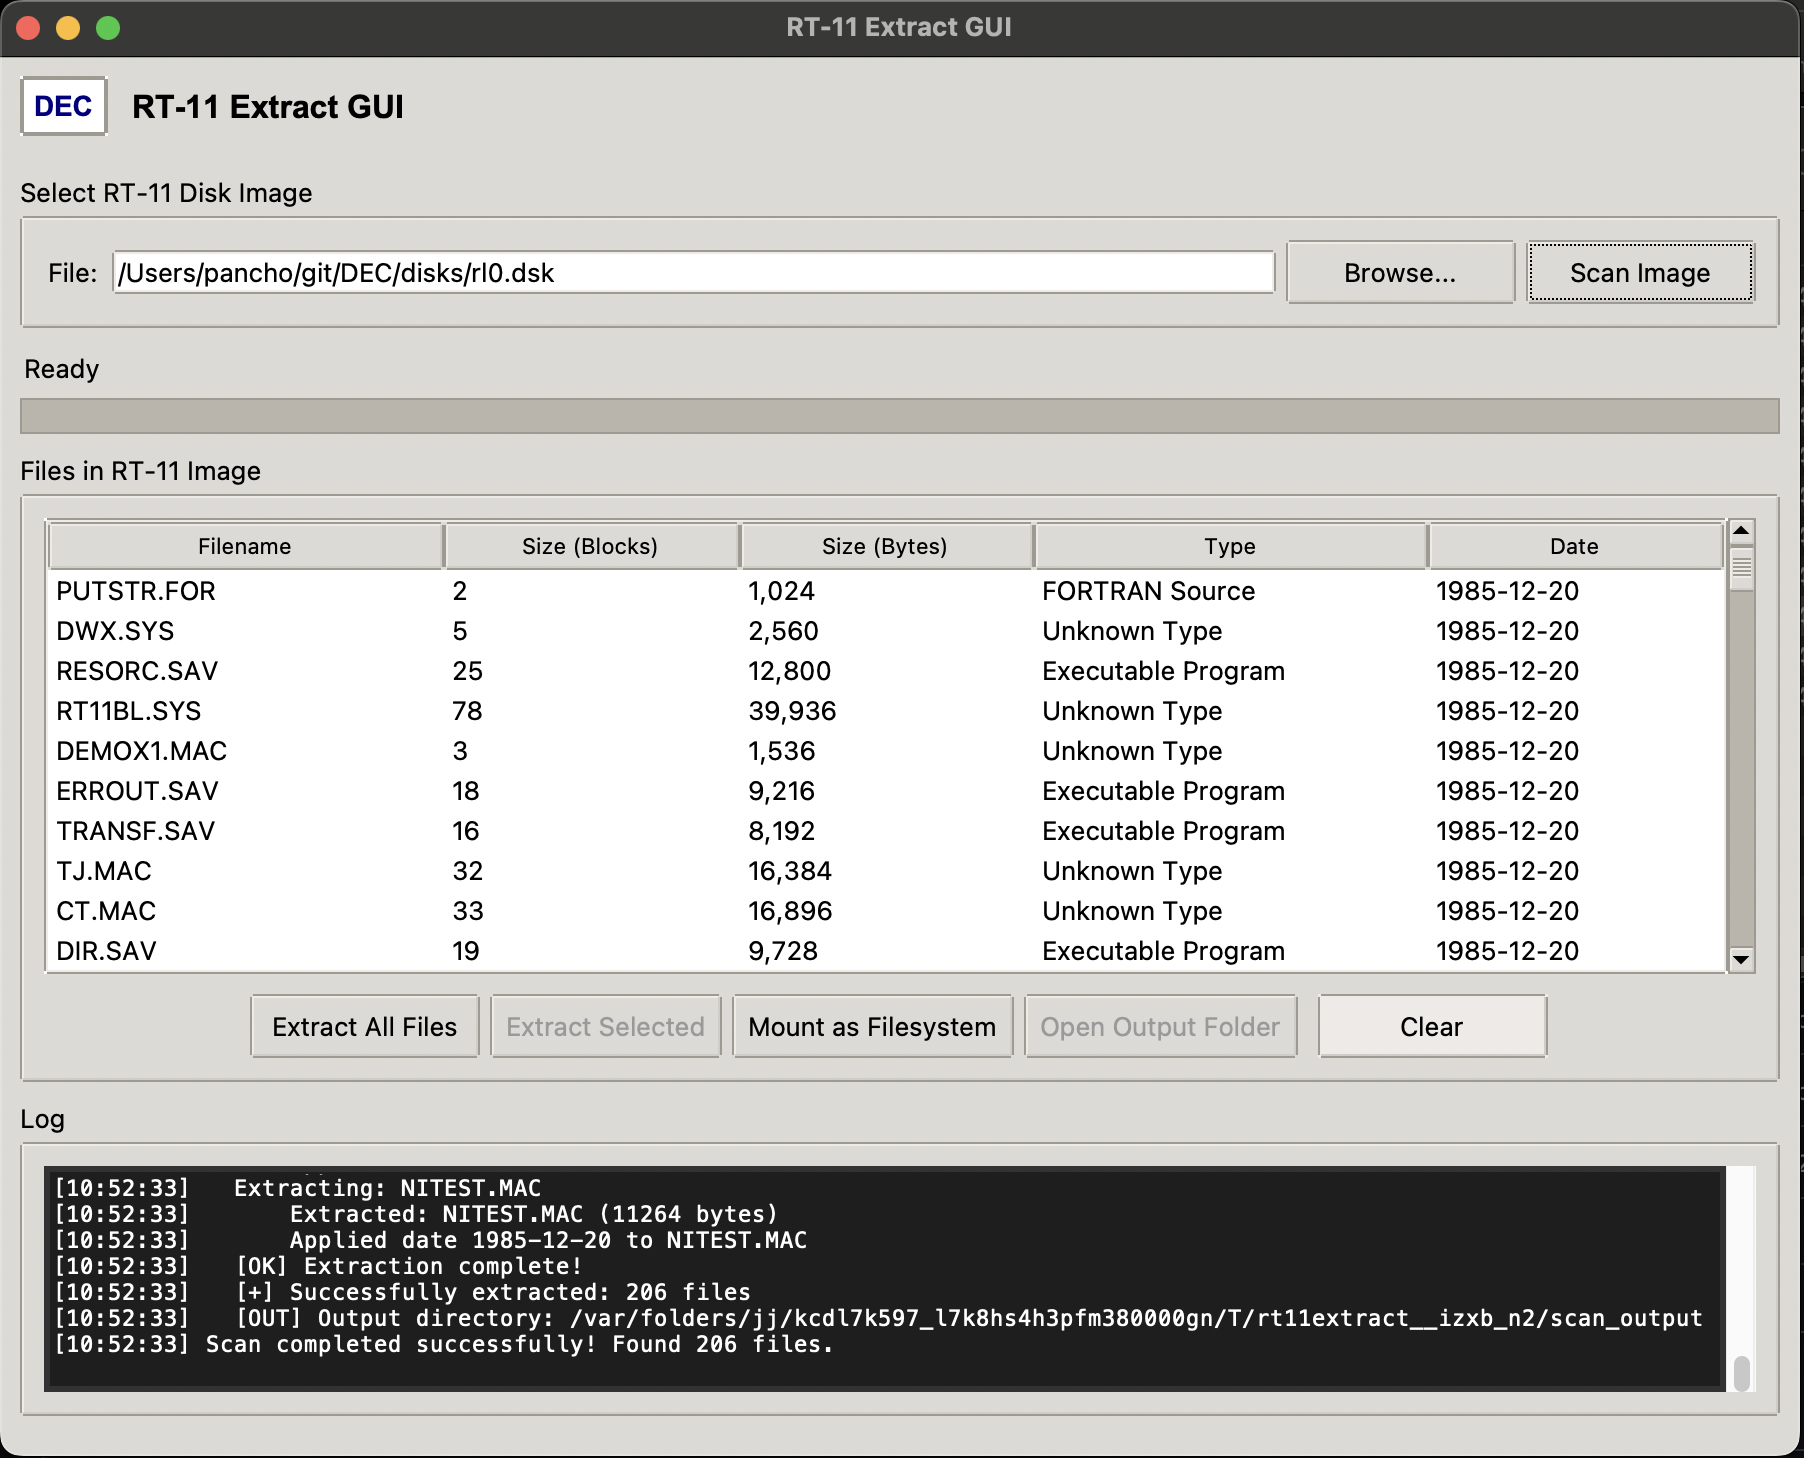 RT-11 Extract GUI
DEC RT-11 Extract GUI
Select RT-11 Disk Image
File: /Users/pancho/git/DEC/disks/rl0.dsk Browse... Scan Image
Ready
Files in RT-11 Image
Filename Size (Blocks) Size (Bytes) Type Date
PUTSTR.FOR 2 1,024 FORTRAN Source 1985-12-20
DWX.SYS 5 2,560 Unknown Type 1985-12-20
RESORC.SAV 25 12,800 Executable Program 1985-12-20
RT11BL.SYS 78 39,936 Unknown Type 1985-12-20
DEMOX1.MAC 3 1,536 Unknown Type 1985-12-20
ERROUT.SAV 18 9,216 Executable Program 1985-12-20
TRANSF.SAV 16 8,192 Executable Program 1985-12-20
TJ.MAC 32 16,384 Unknown Type 1985-12-20
CT.MAC 33 16,896 Unknown Type 1985-12-20
DIR.SAV 19 9,728 Executable Program 1985-12-20
Extract All Files Extract Selected Mount as Filesystem Open Output Folder Clear
Log
[10:52:33] Extracting: NITEST.MAC
[10:52:33] Extracted: NITEST.MAC (11264 bytes)
[10:52:33] Applied date 1985-12-20 to NITEST.MAC
[10:52:33] [OK] Extraction complete!
[10:52:33] [+] Successfully extracted: 206 files
[10:52:33] [OUT] Output directory: /var/folders/jj/kcdl7k597_l7k8hs4h3pfm380000gn/T/rt11extract__izxb_n2/scan_output
[10:52:33] Scan completed successfully! Found 206 files.